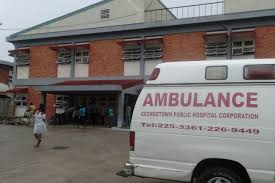 AMBULANCE
GEORGETOWN PUBLIC HOSPITAL CORPORATION
Tel:225-3361-226-9449